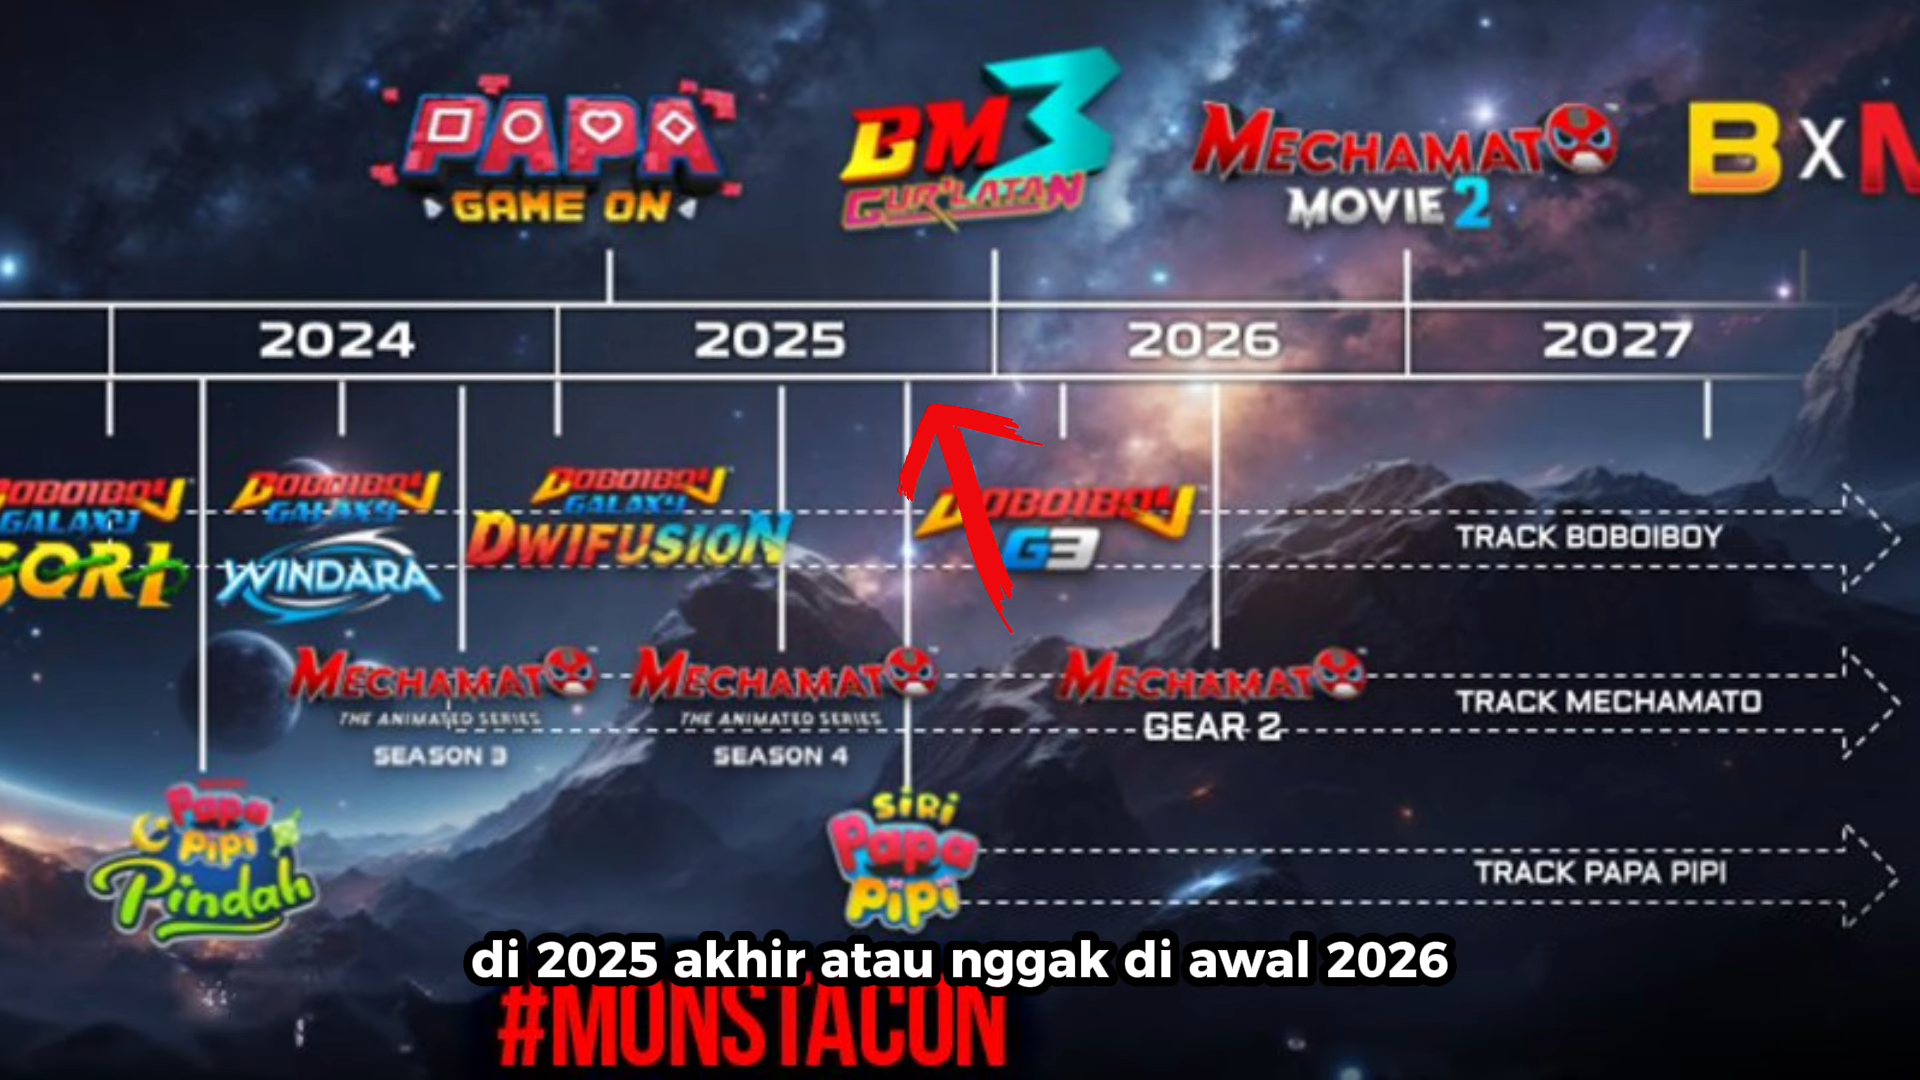 PAPA
GAME ON
BM3
GUR'LATAN
MECHAMATO
MOVIE 2
B X M
2024
2025
2026
2027
BOBOIBOY
GALAXY
SORI
BOBOIBOY
GALAXY
WINDARA
BOBOIBOY
GALAXY
DWIFUSION
BOBOIBOY
G3
TRACK BOBOIBOY
MECHAMATO
THE ANIMATED SERIES
SEASON 3
MECHAMATO
THE ANIMATED SERIES
SEASON 4
MECHAMATO
GEAR 2
TRACK MECHAMATO
Papa
Pipi
Pindah
SiRi
Papa
Pipi
TRACK PAPA PIPI
di 2025 akhir atau nggak di awal 2026
#MONSTACON